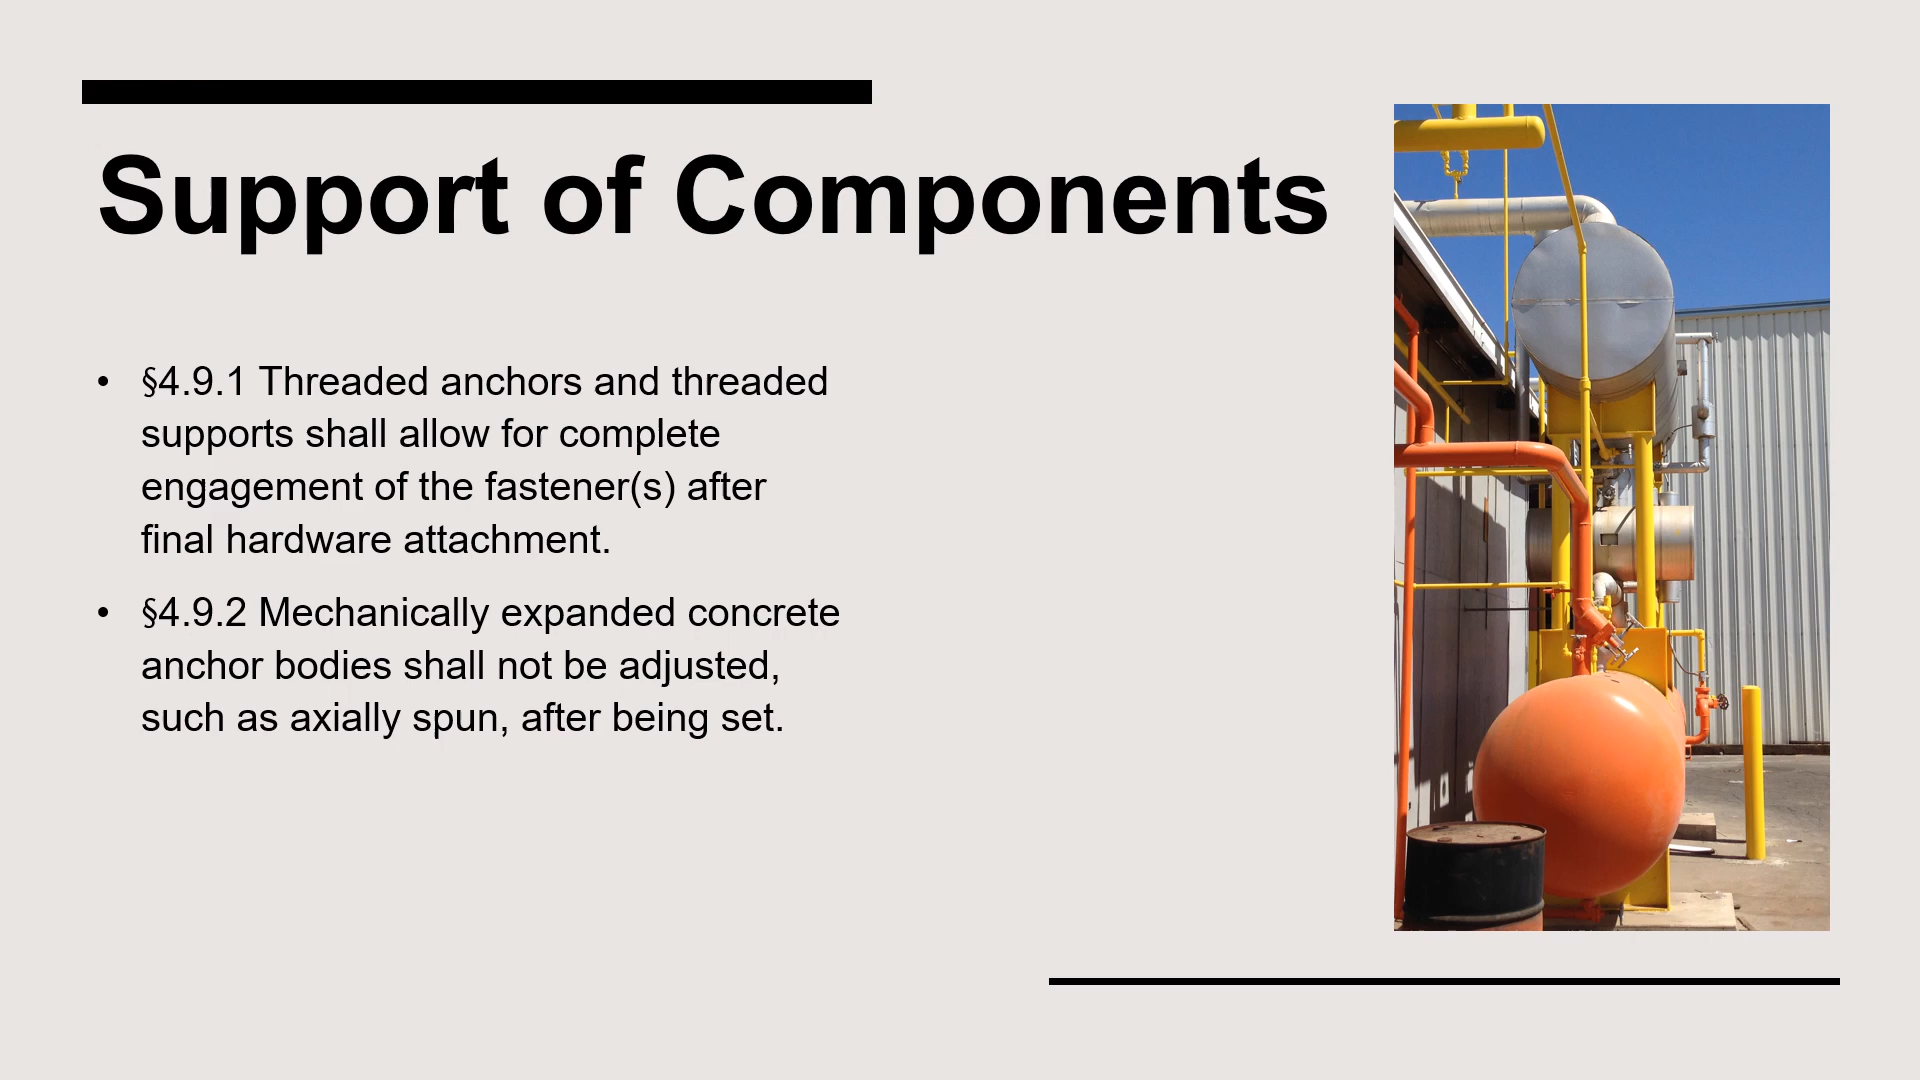 Support of Components
• §4.9.1 Threaded anchors and threaded
supports shall allow for complete
engagement of the fastener(s) after
final hardware attachment.
• §4.9.2 Mechanically expanded concrete
anchor bodies shall not be adjusted,
such as axially spun, after being set.